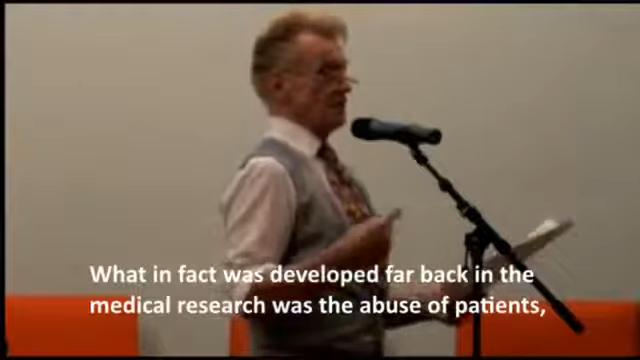 What in fact was developed far back in the
medical research was the abuse of patients,